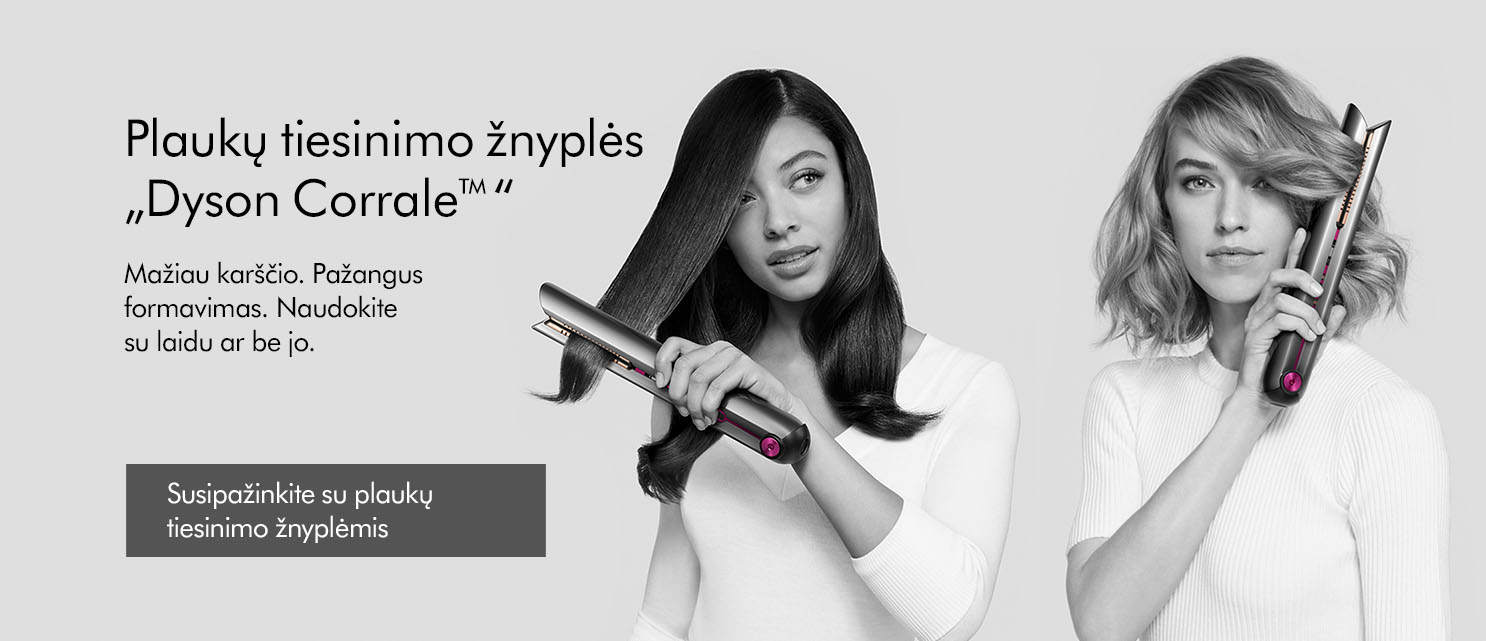 Plaukų tiesinimo žnyplės
„Dyson Corrale™“
Mažiau karščio. Pažangus
formavimas. Naudokite
su laidu ar be jo.
Susipažinkite su plaukų
tiesinimo žnyplėmis